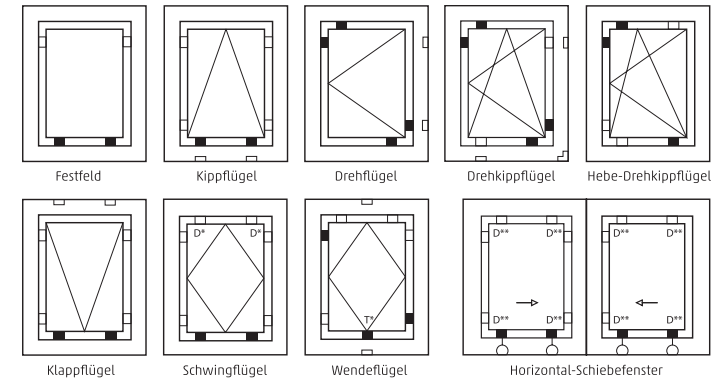 Festfeld Kippflügel Drehflügel Drehkippflügel Hebe-Drehkippflügel
D* D*
T*
D** D** D** D**
D** D** D** D**
Klappflügel Schwingflügel Wendeflügel Horizontal-Schiebefenster